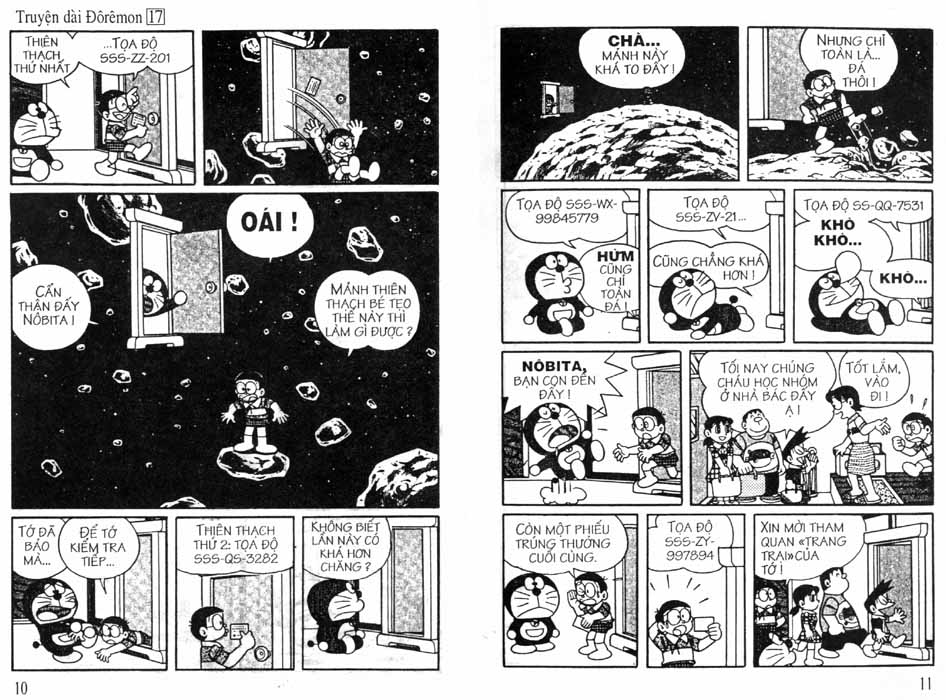 Truyện dài Đôrêmon 17
THIÊN
THẠCH
THỨ NHẤT
...TỌA ĐỘ
SSS-ZZ-201
OÁI !
CẨN
THẬN ĐẤY
NÔBITA !
MẢNH THIÊN
THẠCH BÉ TẸO
THẾ NÀY THÌ
LÀM GÌ ĐƯỢC ?
TỚ ĐÃ
BẢO
MÀ...
ĐỂ TỚ
KIỂM TRA
TIẾP...
THIÊN THẠCH
THỨ 2: TỌA ĐỘ
SSS-QS-3282
KHÔNG BIẾT
LẦN NÀY CÓ
KHÁ HƠN
CHĂNG ?
10
CHÀ...
MẢNH NÀY
KHÁ TO ĐẤY !
NHƯNG CHỈ
TOÀN LÀ...
ĐÁ
THÔI !
TỌA ĐỘ SSS-WX-
99845779
HỪM
CŨNG
CHỈ
TOÀN
ĐÁ !
TỌA ĐỘ
SSS-ZV-21...
CŨNG CHẲNG KHÁ
HƠN !
TỌA ĐỘ SS-QQ-7531
KHÒ
KHÒ...
KHÒ...
NÔBITA,
BẠN CON ĐẾN
ĐẤY !
TỐI NAY CHÚNG
CHÁU HỌC NHÓM
Ở NHÀ BÁC ĐẤY
Ạ !
TỐT LẮM,
VÀO
ĐI !
CÒN MỘT PHIẾU
TRÚNG THƯỞNG
CUỐI CÙNG.
TỌA ĐỘ
SSS-ZY-
997894
XIN MỜI THAM
QUAN «TRANG
TRẠI» CỦA
TỚ !
11